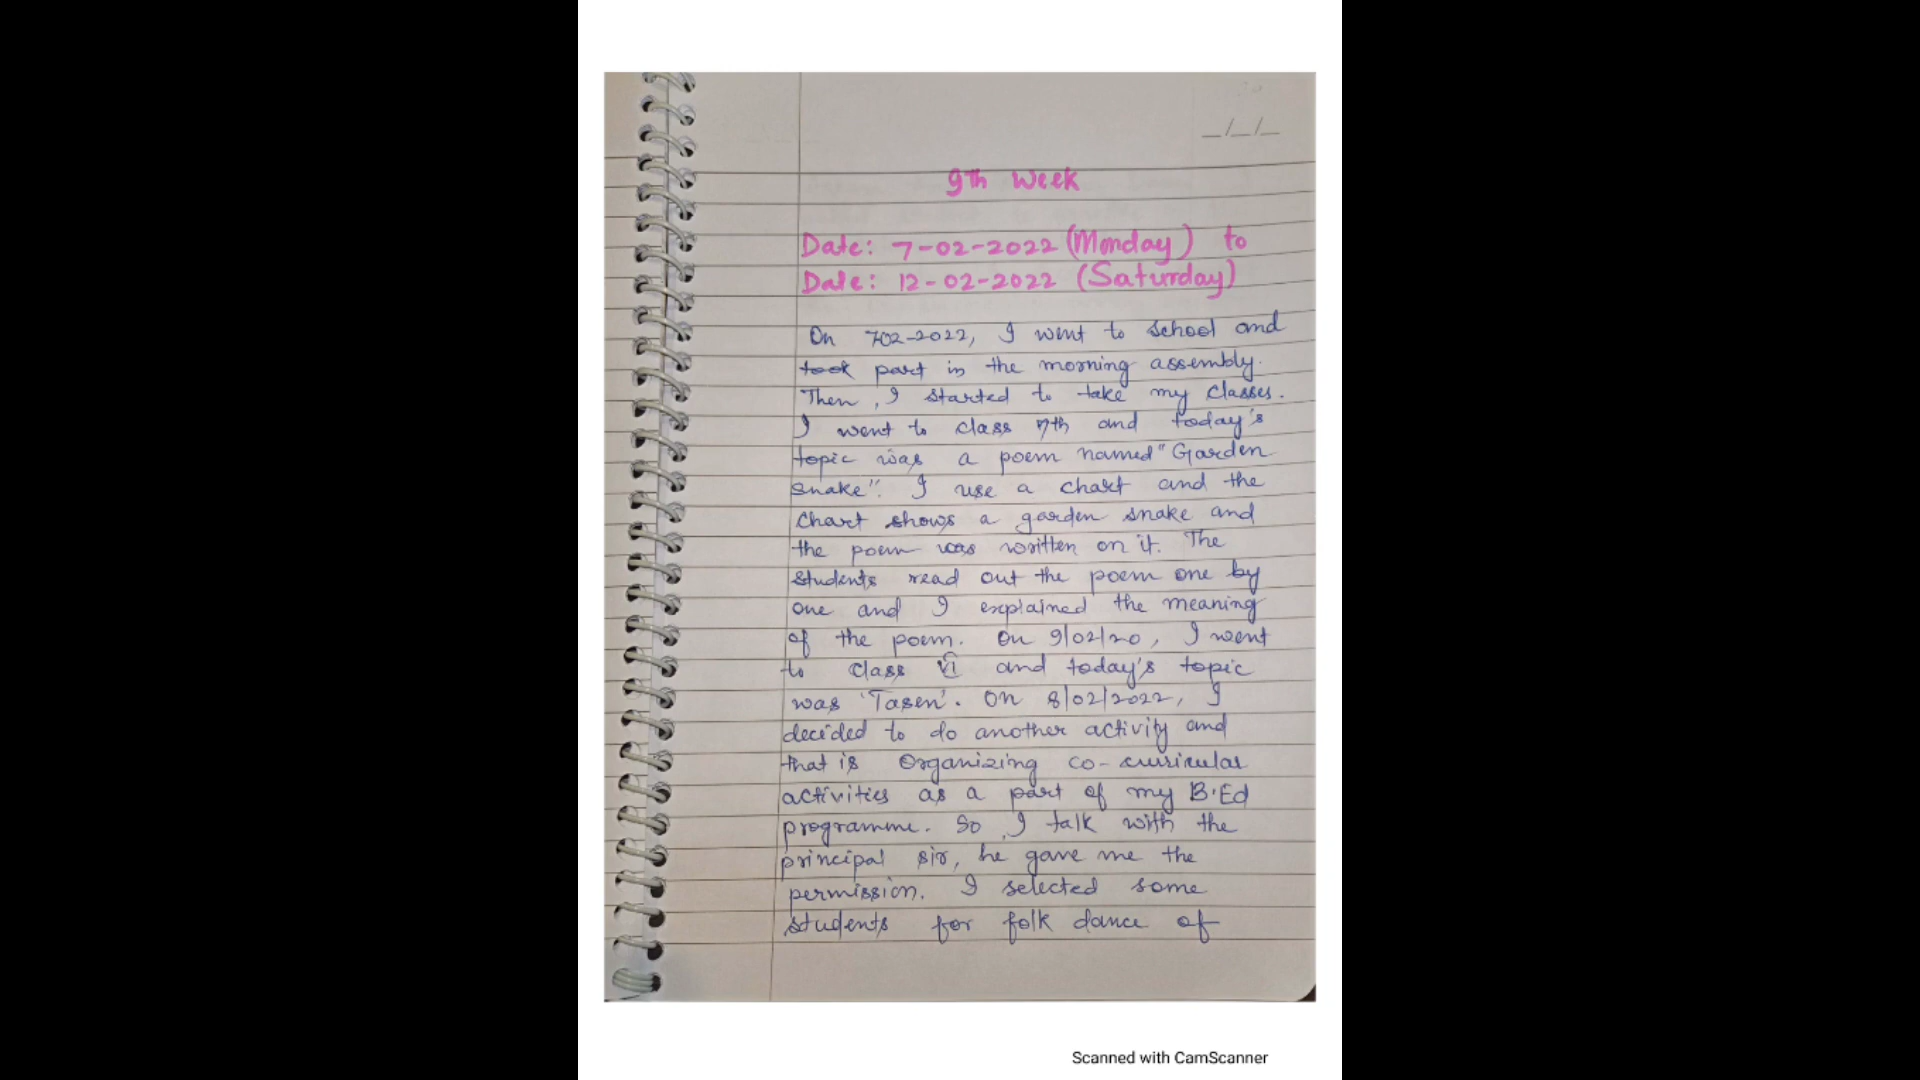 _/_/_
9th Week
Date: 7-02-2022 (Monday) to
Date: 12-02-2022 (Saturday)
On 702-2022, I went to school and
took part in the morning assembly.
Then, I started to take my classes.
I went to class 7th and today's
topic was a poem named "Garden
snake". I use a chart and the
chart shows a garden snake and
the poem was written on it. The
students read out the poem one by
one and I explained the meaning
of the poem. On 9/02/20, I went
to class VI and today's topic
was 'Tasen'. On 8/02/2022, I
decided to do another activity and
that is Organizing co-curricular
activities as a part of my B.Ed
programme. So, I talk with the
principal sir, he gave me the
permission. I selected some
students for folk dance of
Scanned with CamScanner